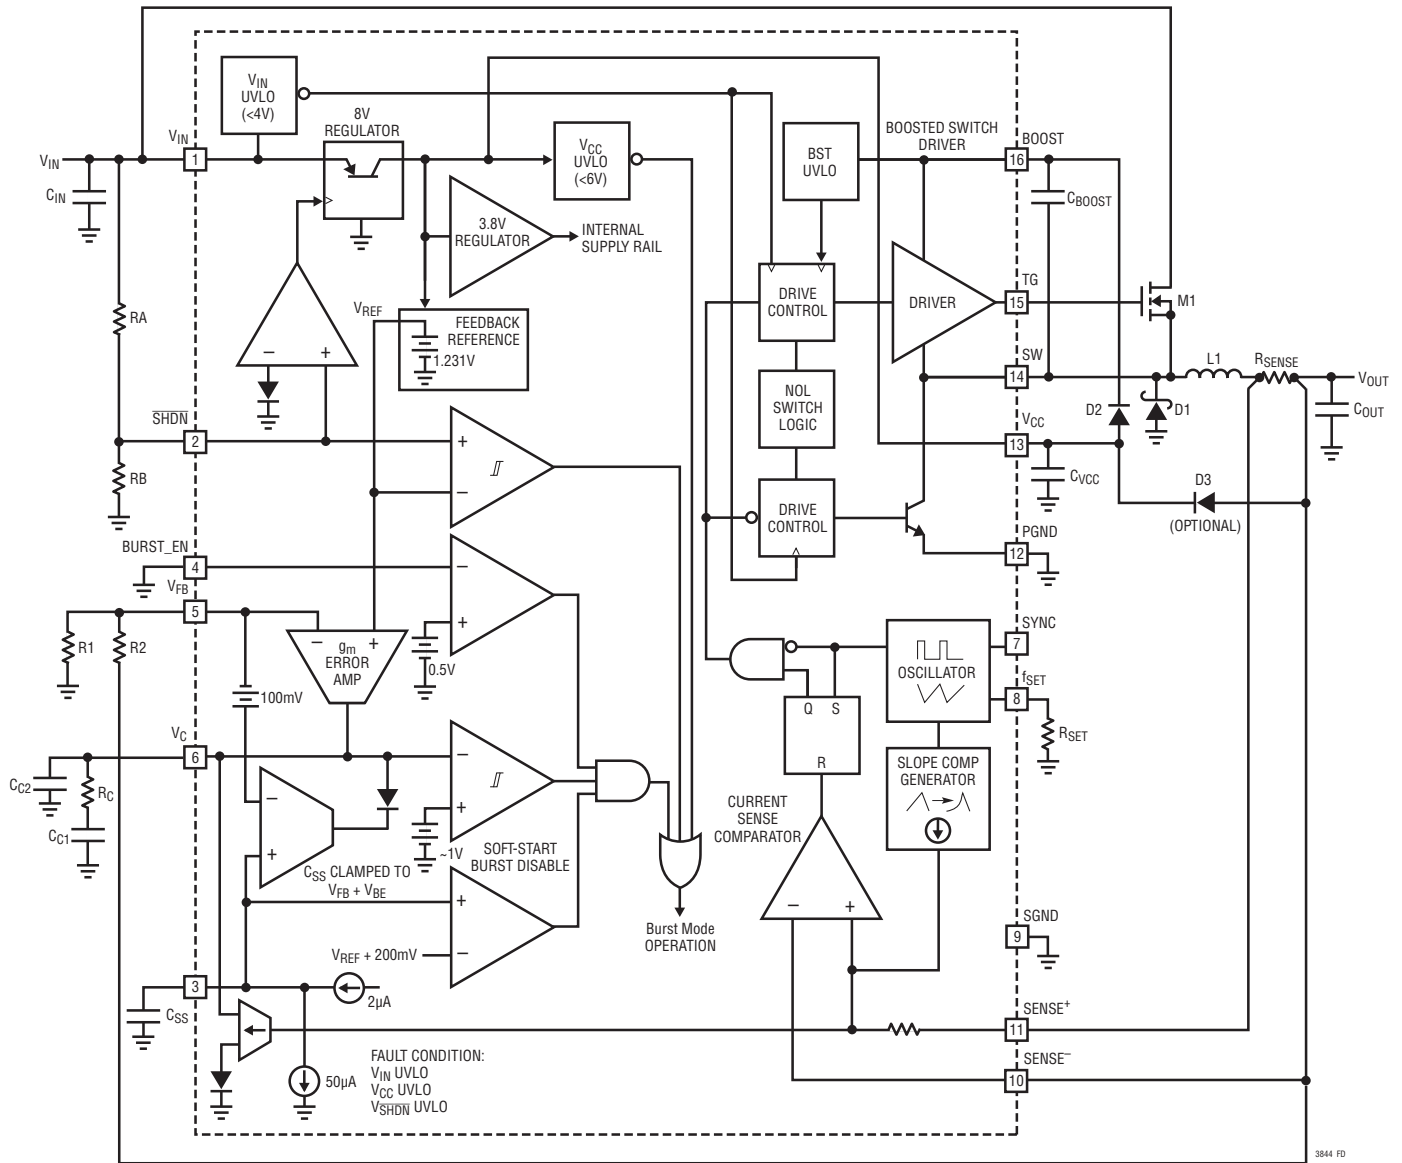 VIN
UVLO
(<4V)
8V
REGULATOR
VCC
UVLO
(<6V)
BST
UVLO
BOOSTED SWITCH
DRIVER
BOOST
16
VIN
VIN
1
CIN
CBOOST
3.8V
REGULATOR
INTERNAL
SUPPLY RAIL
DRIVE
CONTROL
DRIVER
TG
15
M1
RA
VREF
FEEDBACK
REFERENCE
1.231V
–
+
SW
14
L1
RSENSE
VOUT
NOL
SWITCH
LOGIC
D2
D1
COUT
SHDN
2
+
–
VCC
13
CVCC
RB
DRIVE
CONTROL
D3
(OPTIONAL)
BURST_EN
4
–
+
0.5V
PGND
12
VFB
5
R1
R2
–
+
gm
ERROR
AMP
100mV
SYNC
7
OSCILLATOR
fSET
8
RSET
Q
S
R
VC
6
CC2
RC
CC1
–
+
–
+
~1V
SLOPE COMP
GENERATOR
CURRENT
SENSE
COMPARATOR
CSS CLAMPED TO
VFB + VBE
SOFT-START
BURST DISABLE
+
–
VREF + 200mV
Burst Mode
OPERATION
–
+
SGND
9
3
CSS
2µA
SENSE+
11
50µA
FAULT CONDITION:
VIN UVLO
VCC UVLO
VSHDN UVLO
SENSE–
10
3844 FD